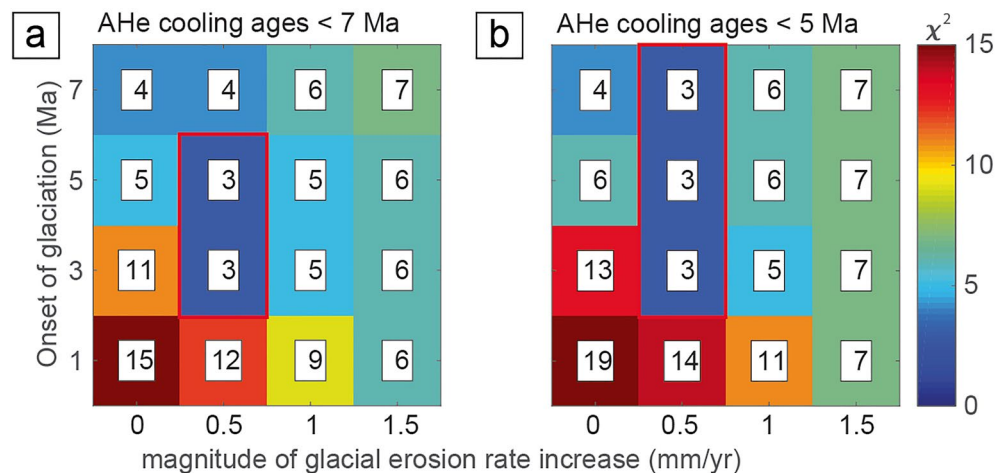 a AHe cooling ages < 7 Ma
b AHe cooling ages < 5 Ma
χ²
Onset of glaciation (Ma)
7 4 4 6 7
5 5 3 5 6
3 11 3 5 6
1 15 12 9 6
0 0.5 1 1.5
4 3 6 7
6 3 6 7
13 3 5 7
19 14 11 7
0 0.5 1 1.5
15
10
5
0
magnitude of glacial erosion rate increase (mm/yr)